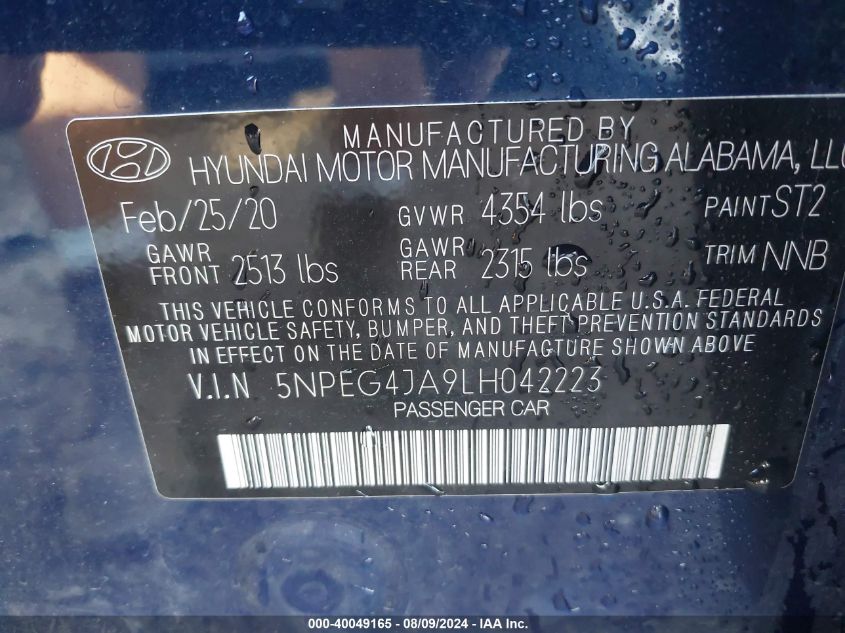 MANUFACTURED BY
HYUNDAI MOTOR MANUFACTURING ALABAMA, LLC
Feb/25/20 GVWR 4354 lbs PAINT ST2
GAWR FRONT 2513 lbs GAWR REAR 2315 lbs TRIM NNB
THIS VEHICLE CONFORMS TO ALL APPLICABLE U.S.A. FEDERAL
MOTOR VEHICLE SAFETY, BUMPER, AND THEFT PREVENTION STANDARDS
IN EFFECT ON THE DATE OF MANUFACTURE SHOWN ABOVE
V.I.N 5NPEG4JA9LH042223
PASSENGER CAR
000-40049165 - 08/09/2024 - IAA Inc.